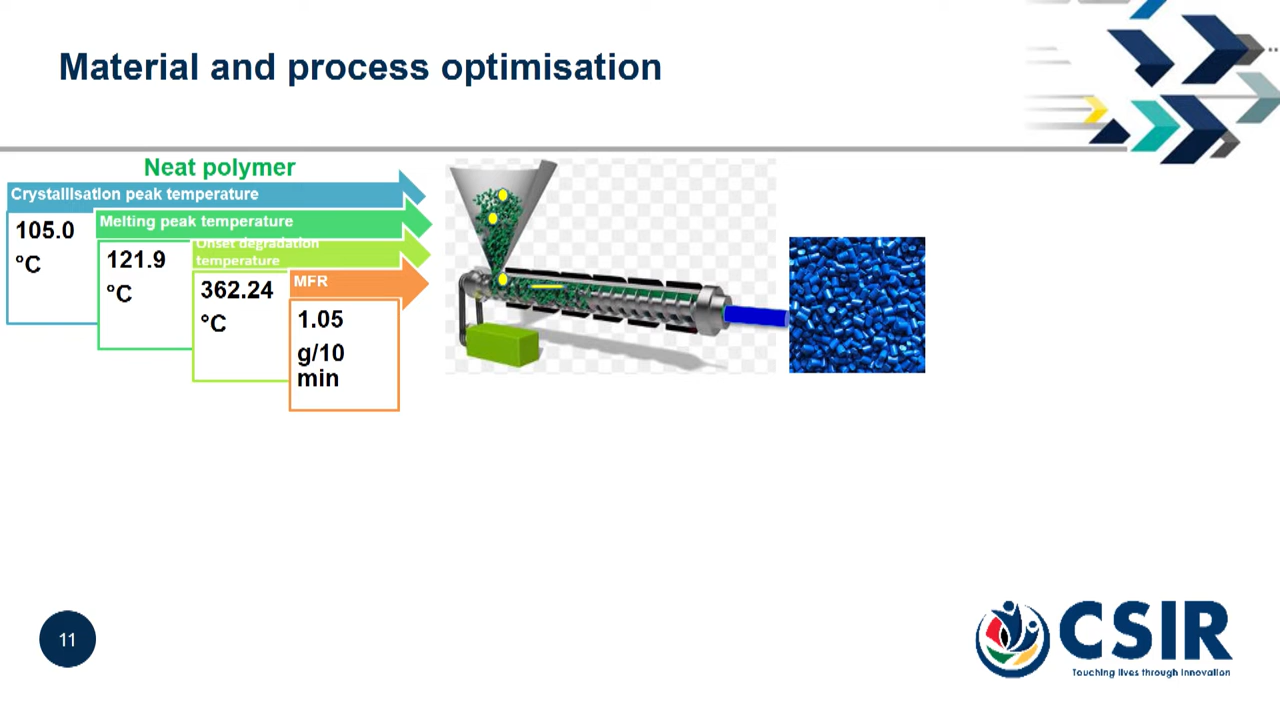 Material and process optimisation
Neat polymer
Crystallisation peak temperature
105.0
°C
Melting peak temperature
121.9
°C
Onset degradation
temperature
362.24
°C
MFR
1.05
g/10
min
11
CSIR
Touching lives through innovation